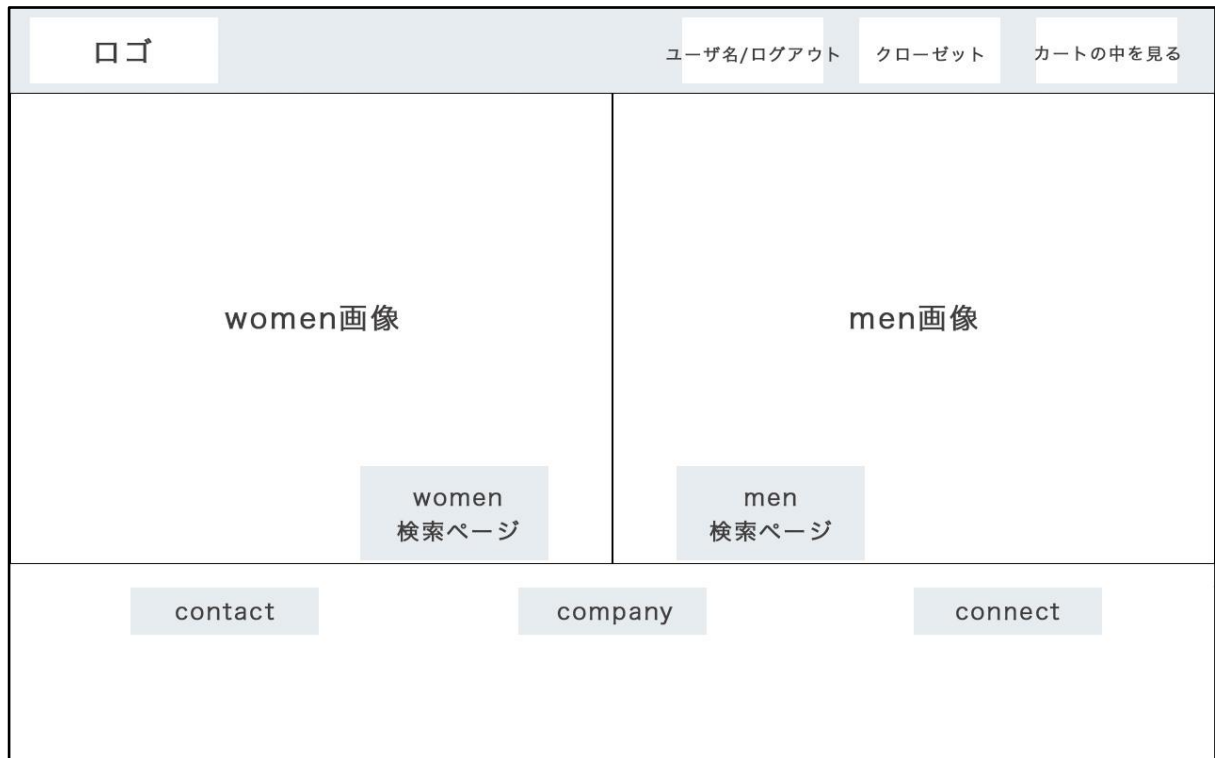 ロゴ
ユーザ名/ログアウト
クローゼット
カートの中を見る
women画像
men画像
women
検索ページ
men
検索ページ
contact
company
connect